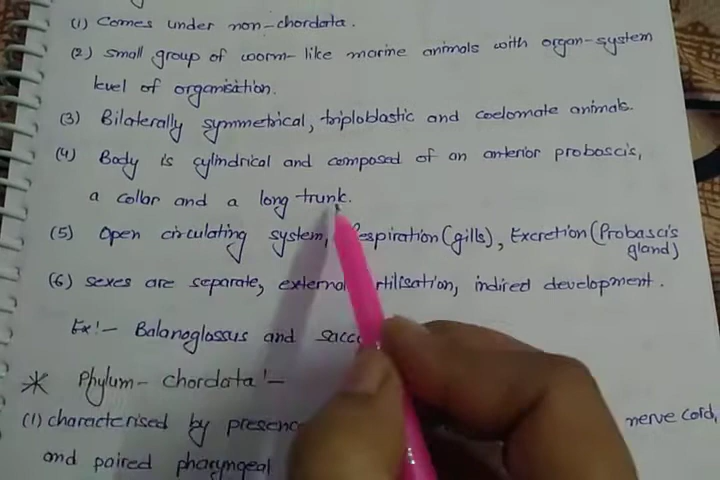 (1) Comes under non-chordata.
(2) Small group of worm-like marine animals with organ-system
level of organisation.
(3) Bilaterally symmetrical, triploblastic and coelomate animals.
(4) Body is cylindrical and composed of an anterior proboscis,
a collar and a long trunk.
(5) Open circulating system, Respiration (gills), Excretion (Proboscis
gland)
(6) sexes are separate, external indirect development.
Ex:- Balanoglossus and
* Phylum - chordata :-
(1) characterised by nerve cord,
and paired pharyngeal